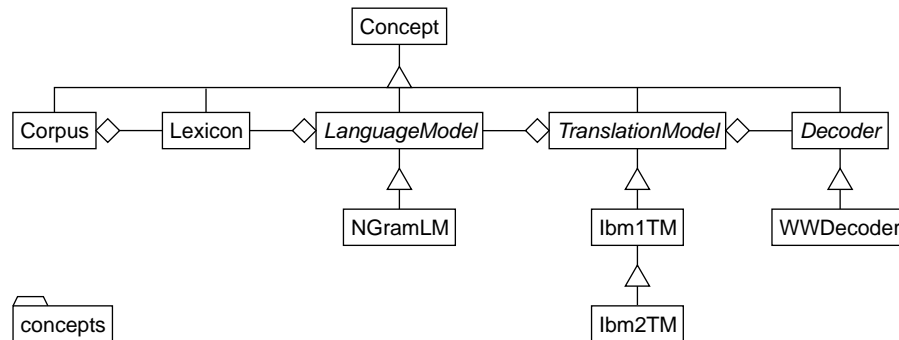 Concept
Corpus
Lexicon
LanguageModel
TranslationModel
Decoder
NGramLM
Ibm1TM
WWDecoder
concepts
Ibm2TM